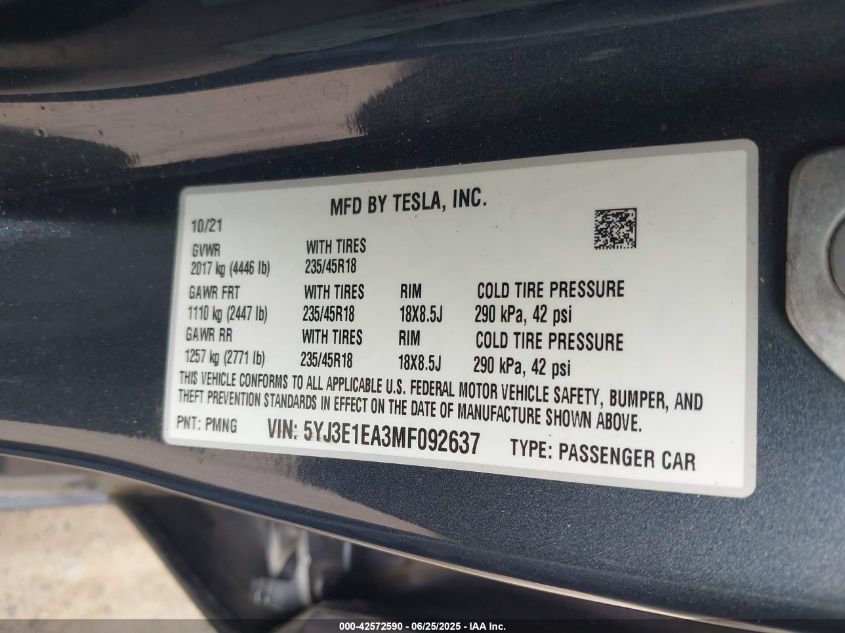 MFD BY TESLA, INC.
10/21
GVWR WITH TIRES
2017 kg (4446 lb) 235/45R18
GAWR FRT WITH TIRES RIM COLD TIRE PRESSURE
1110 kg (2447 lb) 235/45R18 18X8.5J 290 kPa, 42 psi
GAWR RR WITH TIRES RIM COLD TIRE PRESSURE
1257 kg (2771 lb) 235/45R18 18X8.5J 290 kPa, 42 psi
THIS VEHICLE CONFORMS TO ALL APPLICABLE U.S. FEDERAL MOTOR VEHICLE SAFETY, BUMPER, AND
THEFT PREVENTION STANDARDS IN EFFECT ON THE DATE OF MANUFACTURE SHOWN ABOVE.
PNT: PMNG VIN: 5YJ3E1EA3MF092637 TYPE: PASSENGER CAR
000-42572590 - 06/25/2025 - IAA Inc.